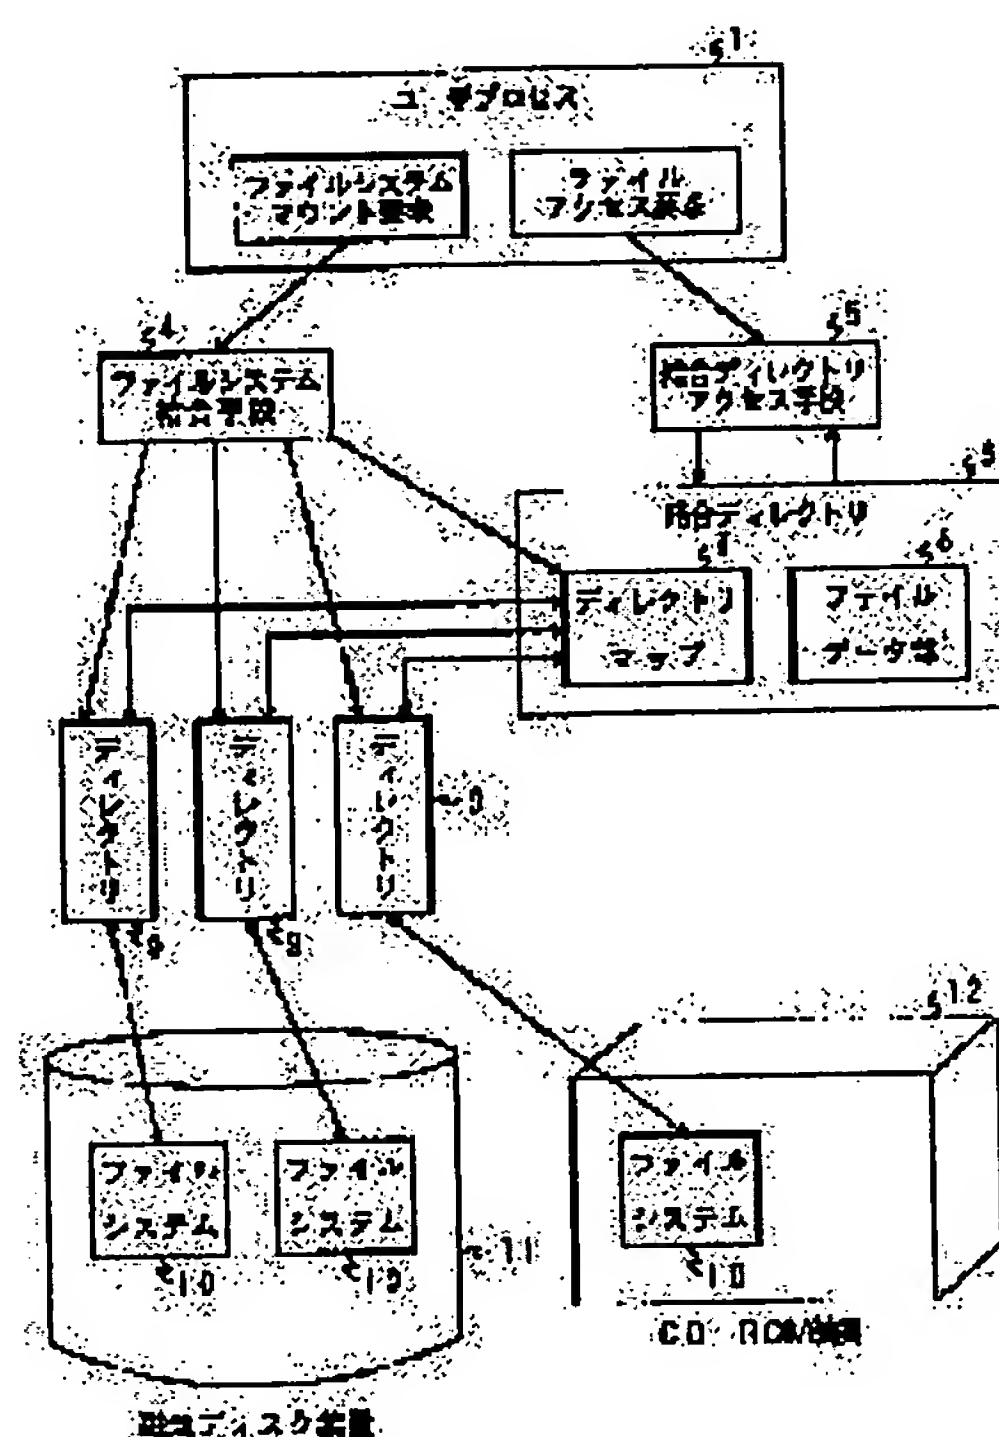 1
ユーザプロセス
ファイルシステム
マウント要求
ファイル
アクセス要求
4
ファイルシステム
結合手段
5
結合ディレクトリ
アクセス手段
結合ディレクトリ
ディレクトリ
マップ
6
ファイル
データ部
ディレクトリ
ディレクトリ
ディレクトリ
9
9
12
ファイル
システム
10
ファイル
システム
10
11
ファイル
システム
10
CD-ROM装置
磁気ディスク装置